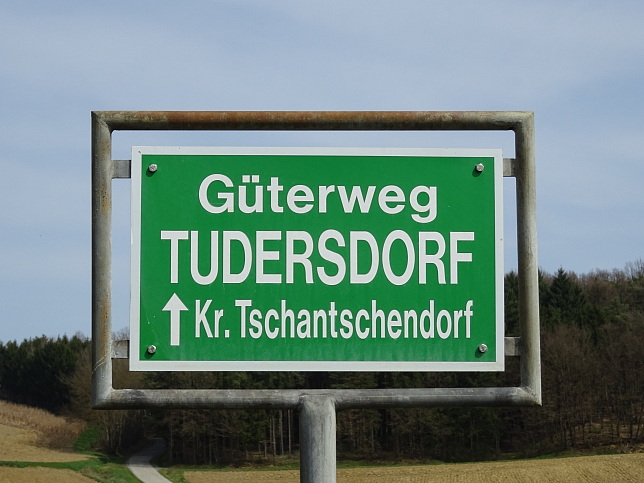 Güterweg
TUDERSDORF
↑ Kr. Tschantschendorf